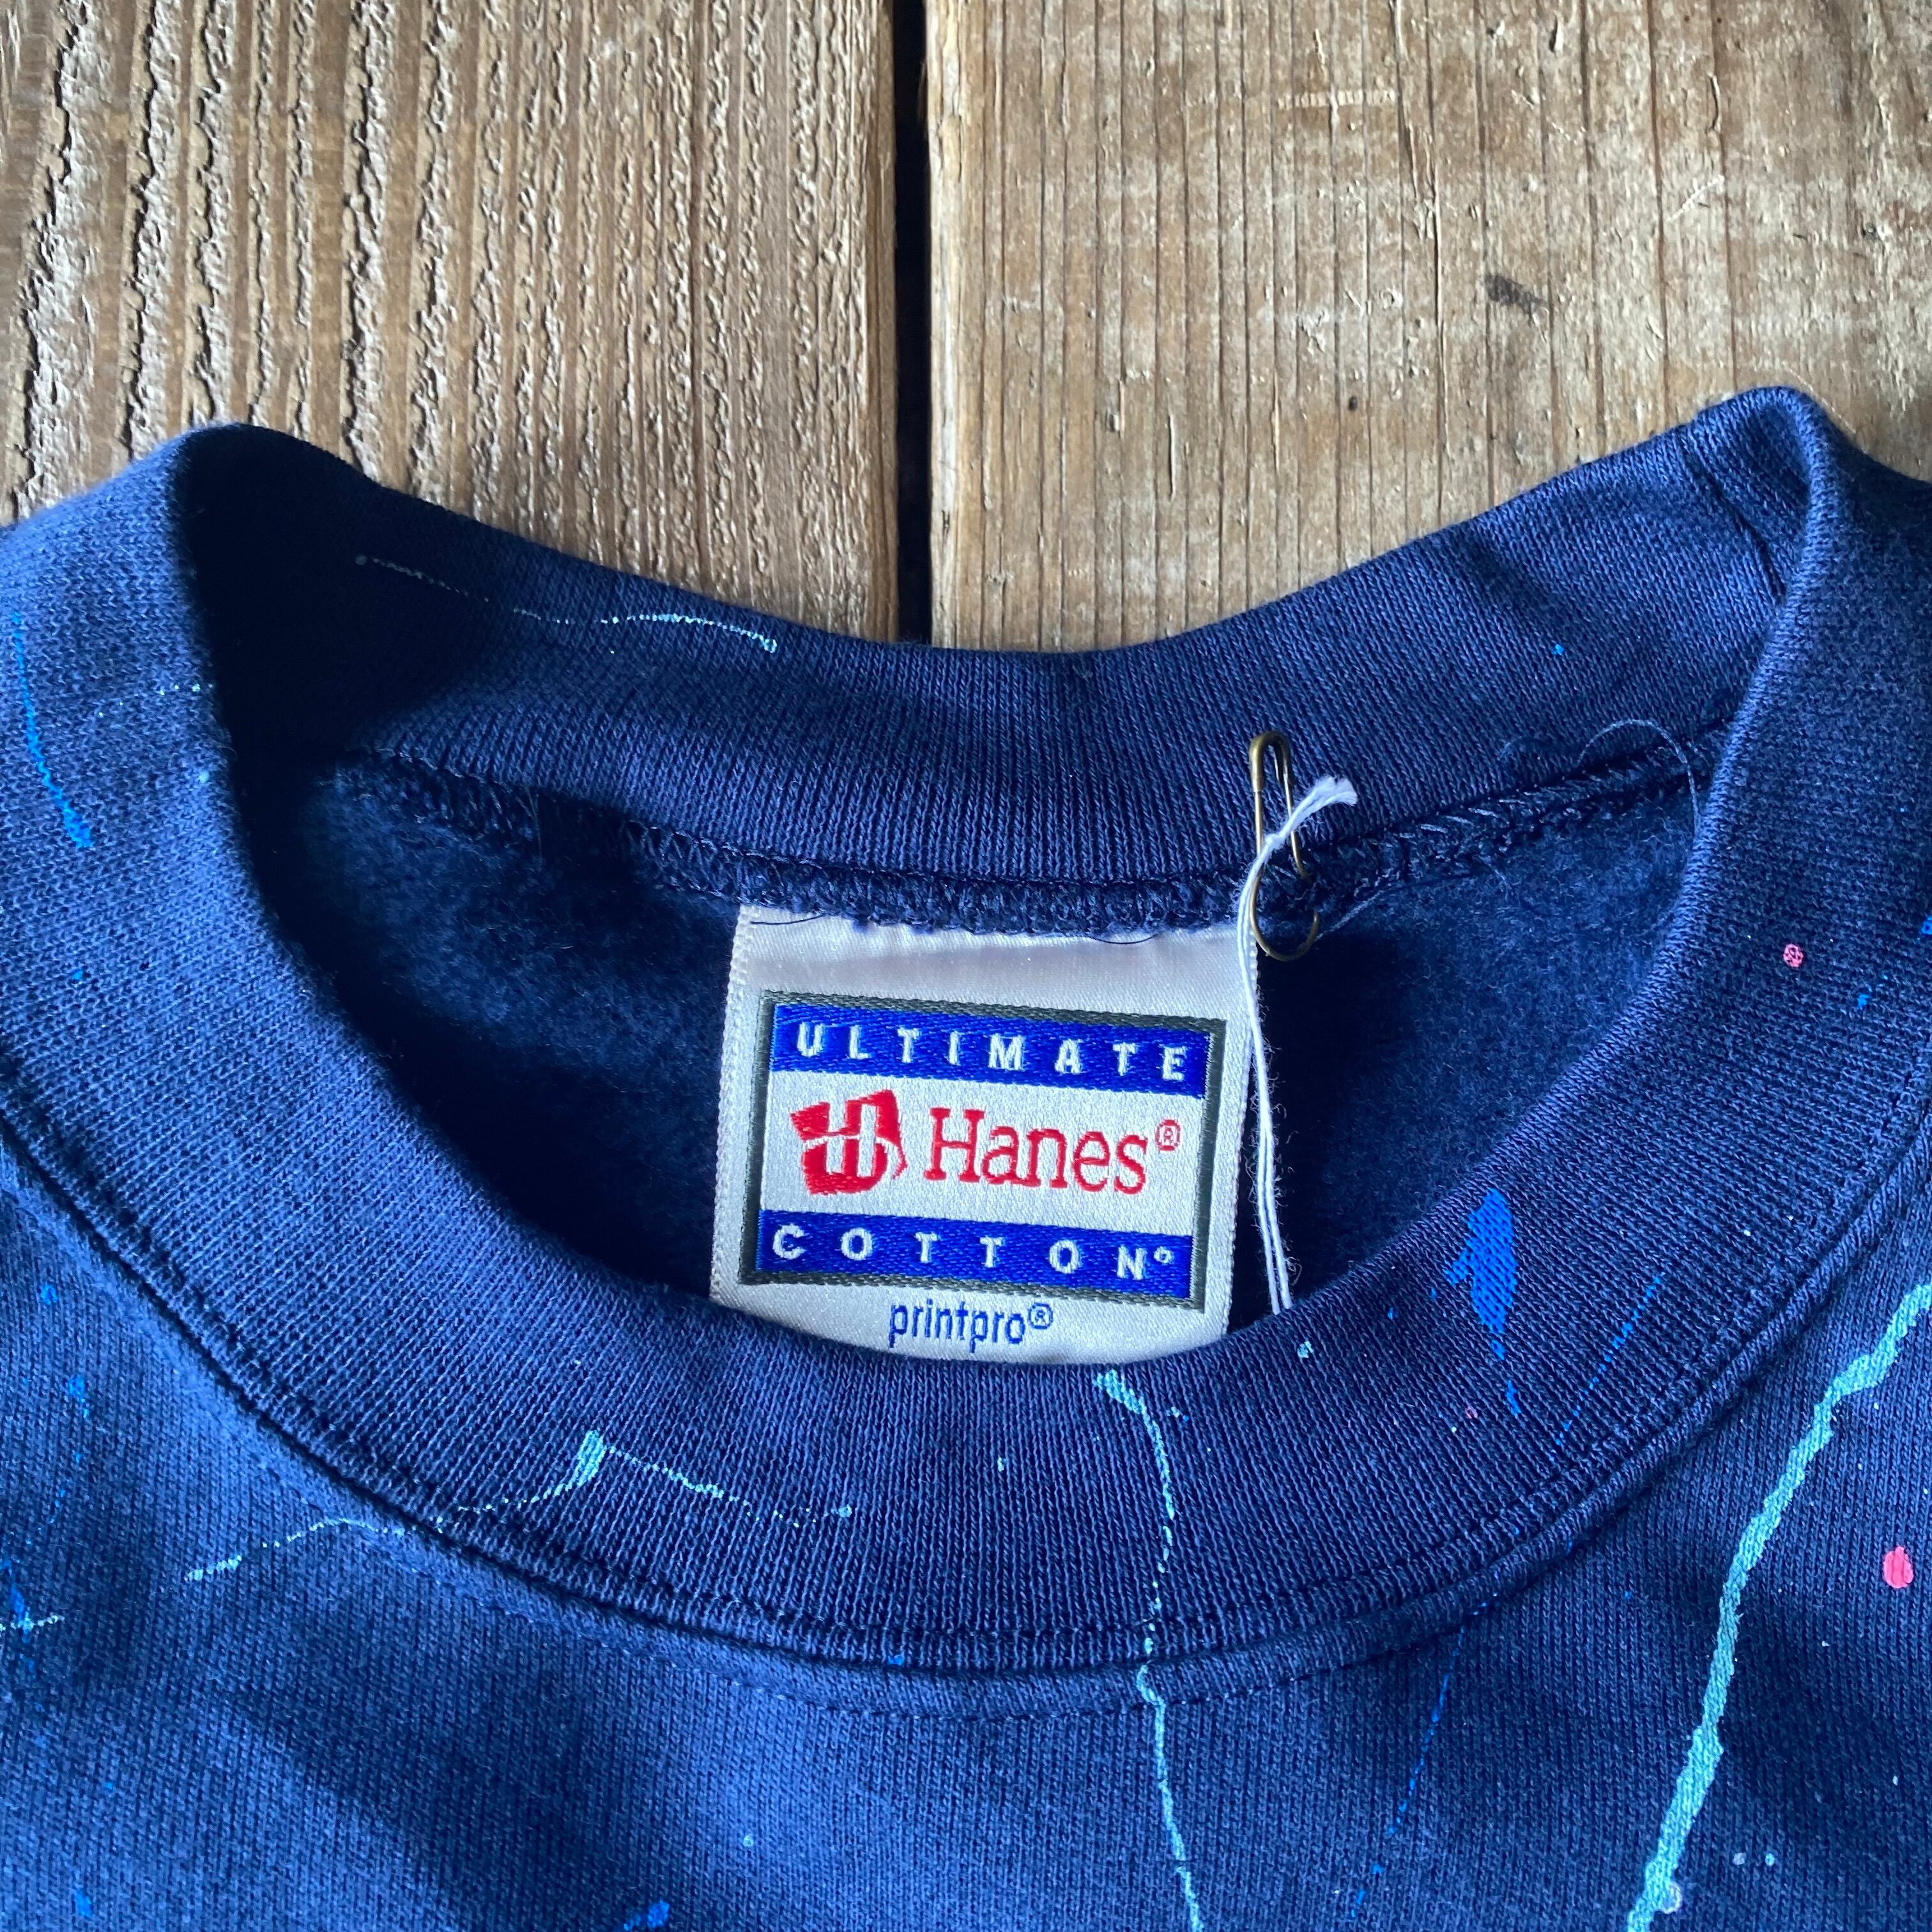 ULTIMATE
H Hanes®
COTTON®
printpro®